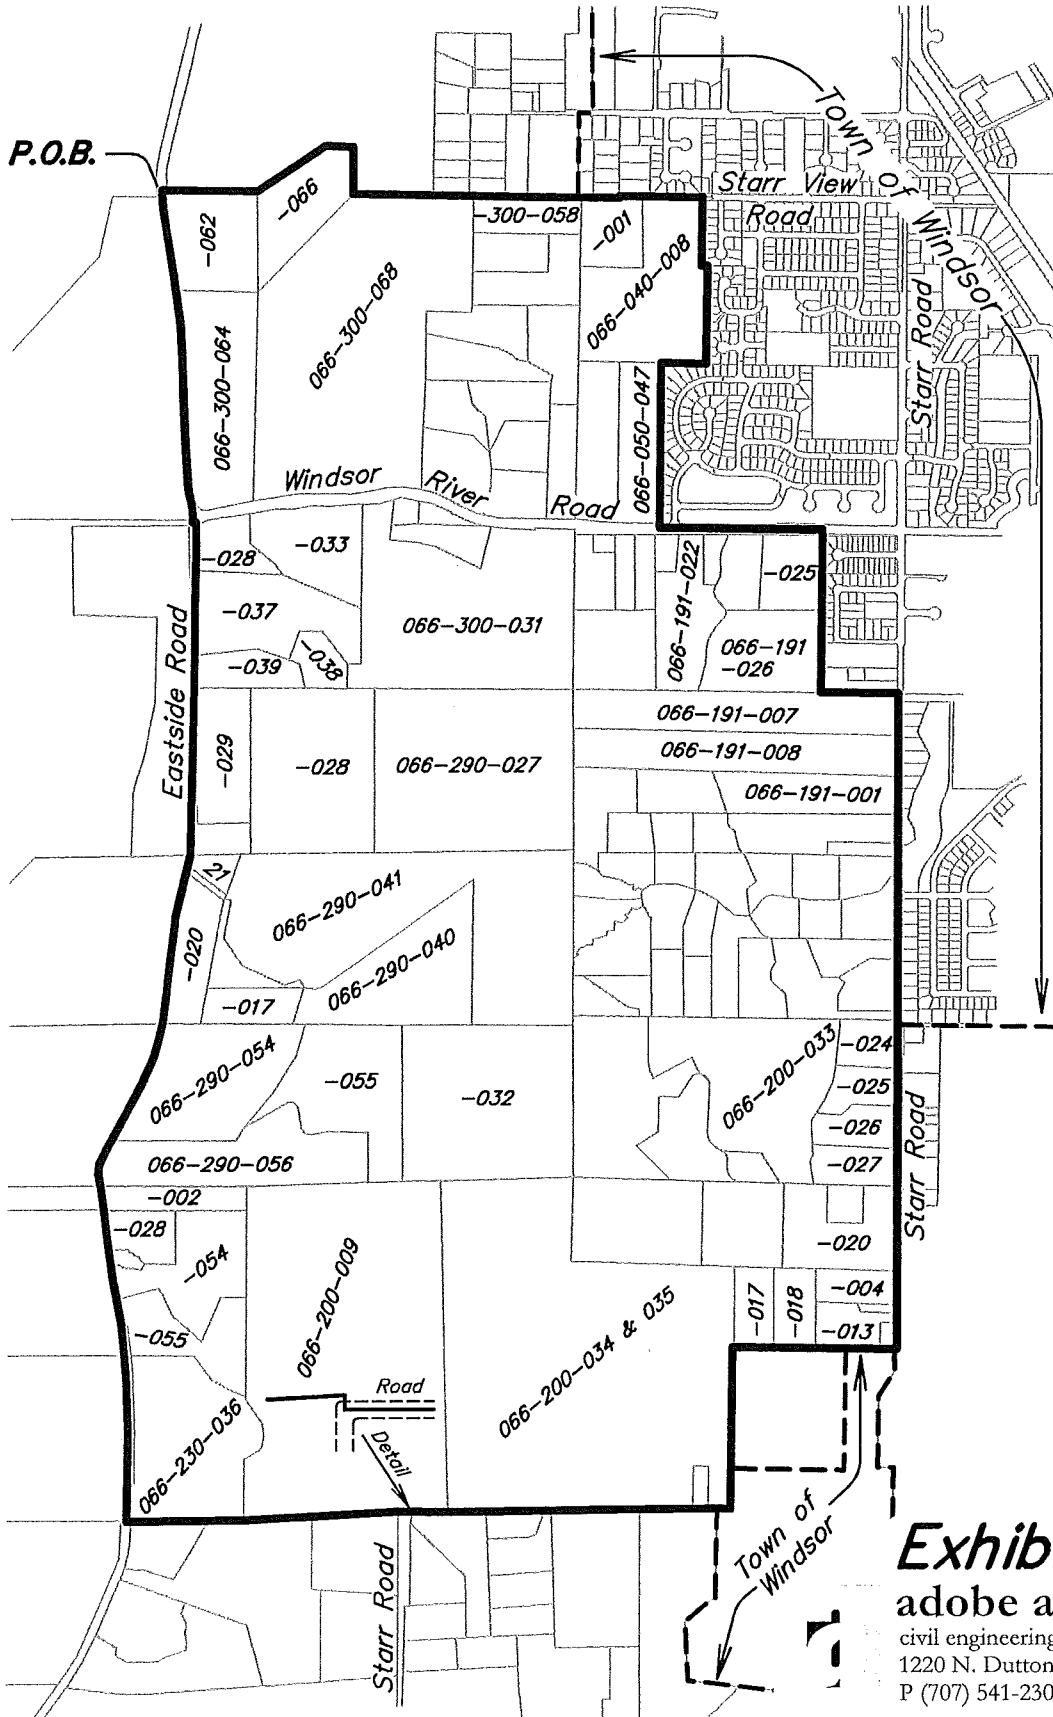 P.O.B.
Town of Windsor
Starr View
Road
-066
-062
-300-058
-001
066-300-068
066-040-008
066-300-064
066-050-047
Starr Road
Windsor River Road
-028
-033
066-191-022
-025
-037
066-300-031
-039
-038
066-191
-026
Eastside Road
066-191-007
-029
-028
066-290-027
066-191-008
066-191-001
21
066-290-041
-020
066-290-040
-017
066-290-054
-055
-032
066-200-033
-024
-025
-026
-027
066-290-056
Starr Road
-002
-028
-054
066-200-009
-020
-055
066-200-034 & 035
-017
-018
-004
-013
Road
Detail
066-230-036
Town of
Windsor
Starr Road
Exhib
adobe a
civil engineering
1220 N. Dutton
P (707) 541-230